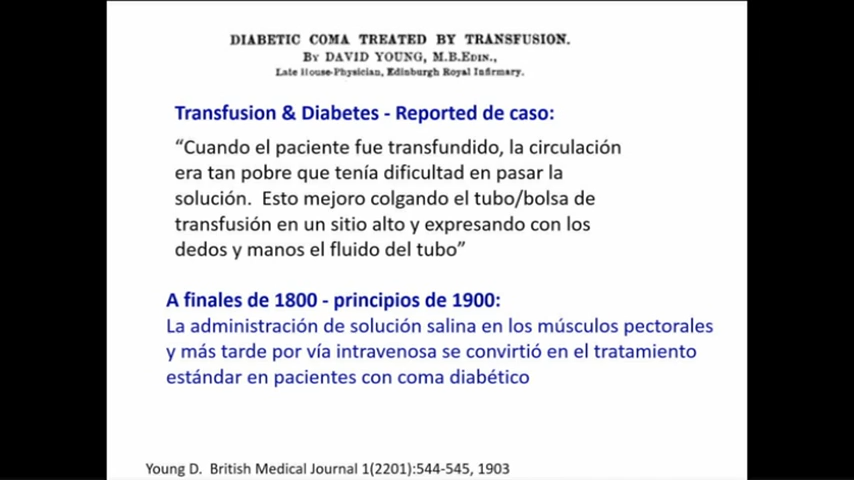 DIABETIC COMA TREATED BY TRANSFUSION.
By DAVID YOUNG, M.B.EDIN.,
Late House-Physician, Edinburgh Royal Infirmary.
Transfusion & Diabetes - Reported de caso:
“Cuando el paciente fue transfundido, la circulación
era tan pobre que tenía dificultad en pasar la
solución.  Esto mejoro colgando el tubo/bolsa de
transfusión en un sitio alto y expresando con los
dedos y manos el fluido del tubo”
A finales de 1800 - principios de 1900:
La administración de solución salina en los músculos pectorales
y más tarde por vía intravenosa se convirtió en el tratamiento
estándar en pacientes con coma diabético
Young D.  British Medical Journal 1(2201):544-545, 1903